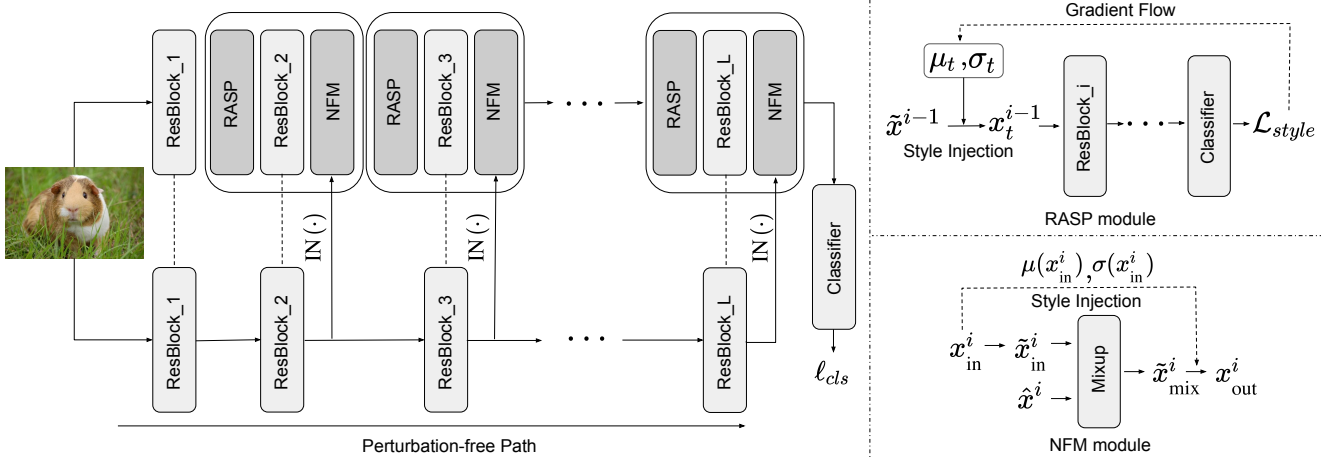 ResBlock_1
RASP
ResBlock_2
NFM
RASP
ResBlock_3
NFM
. . .
RASP
ResBlock_L
NFM
IN (·)
IN (·)
IN (·)
ResBlock_1
ResBlock_2
ResBlock_3
. . .
ResBlock_L
Classifier
ℓ_cls
Perturbation-free Path
Gradient Flow
μ_t ,σ_t
x̃^{i−1}
x_t^{i−1}
Style Injection
ResBlock_i
. . .
Classifier
ℒ_style
RASP module
μ(x_in^i),σ(x_in^i)
Style Injection
x_in^i
x̃_in^i
x̂^i
Mixup
x̃_mix^i
x_out^i
NFM module